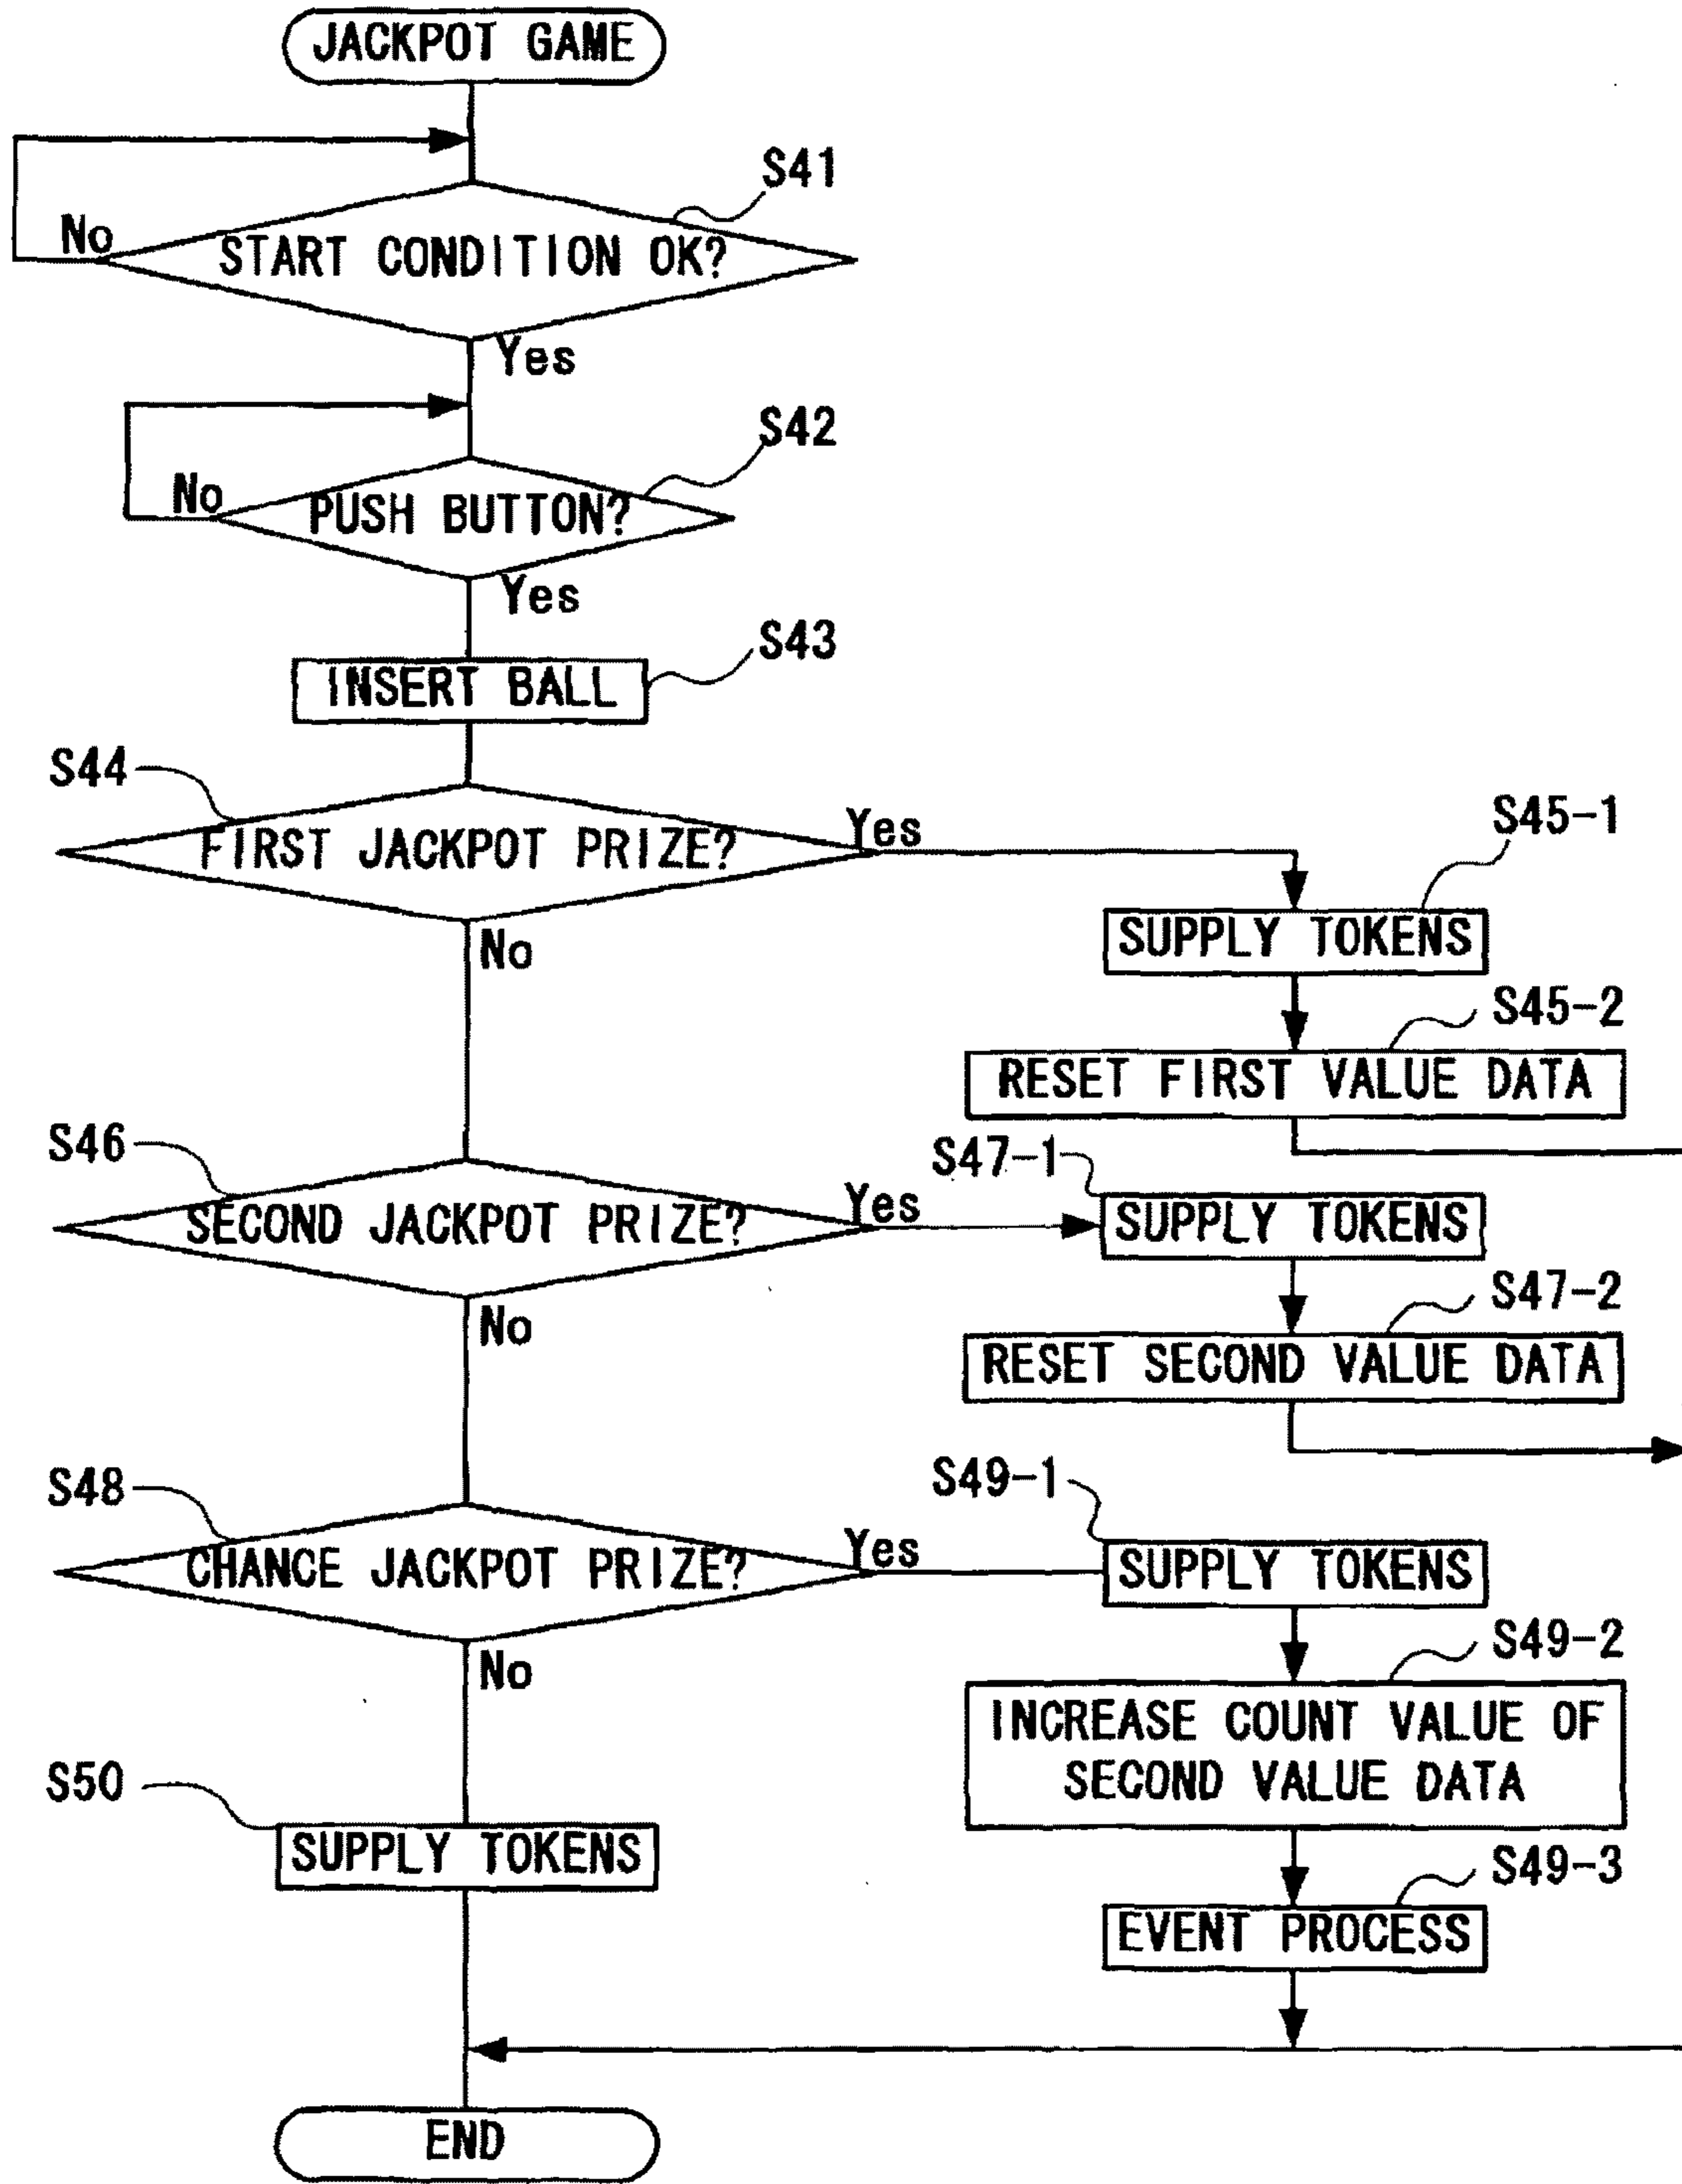 JACKPOT GAME
S41
No
START CONDITION OK?
Yes
S42
No
PUSH BUTTON?
Yes
S43
INSERT BALL
S44
FIRST JACKPOT PRIZE?
Yes
S45-1
SUPPLY TOKENS
No
S45-2
RESET FIRST VALUE DATA
S46
SECOND JACKPOT PRIZE?
Yes
S47-1
SUPPLY TOKENS
No
S47-2
RESET SECOND VALUE DATA
S48
CHANCE JACKPOT PRIZE?
Yes
S49-1
SUPPLY TOKENS
No
S49-2
INCREASE COUNT VALUE OF
SECOND VALUE DATA
S50
SUPPLY TOKENS
S49-3
EVENT PROCESS
END